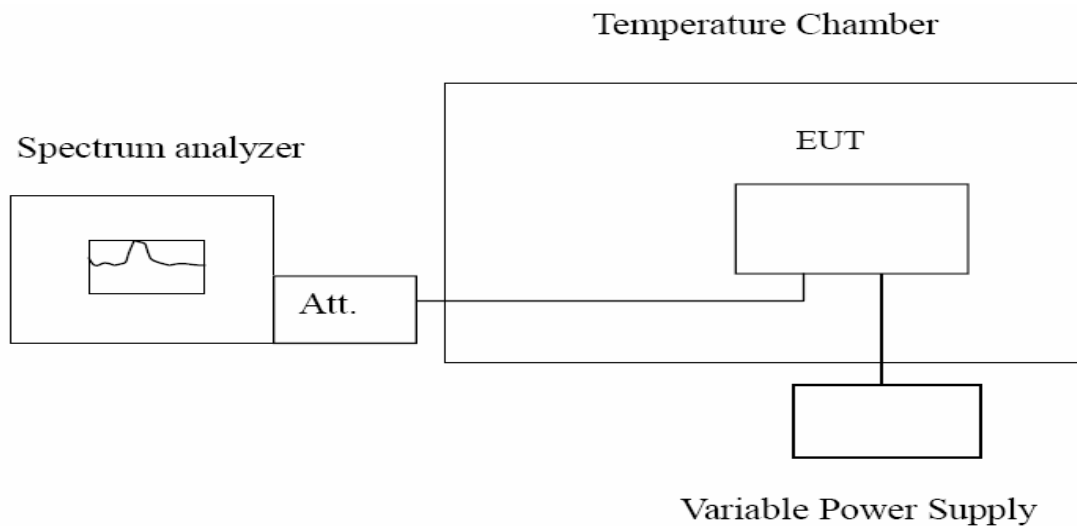 Temperature Chamber
Spectrum analyzer
EUT
Att.
Variable Power Supply